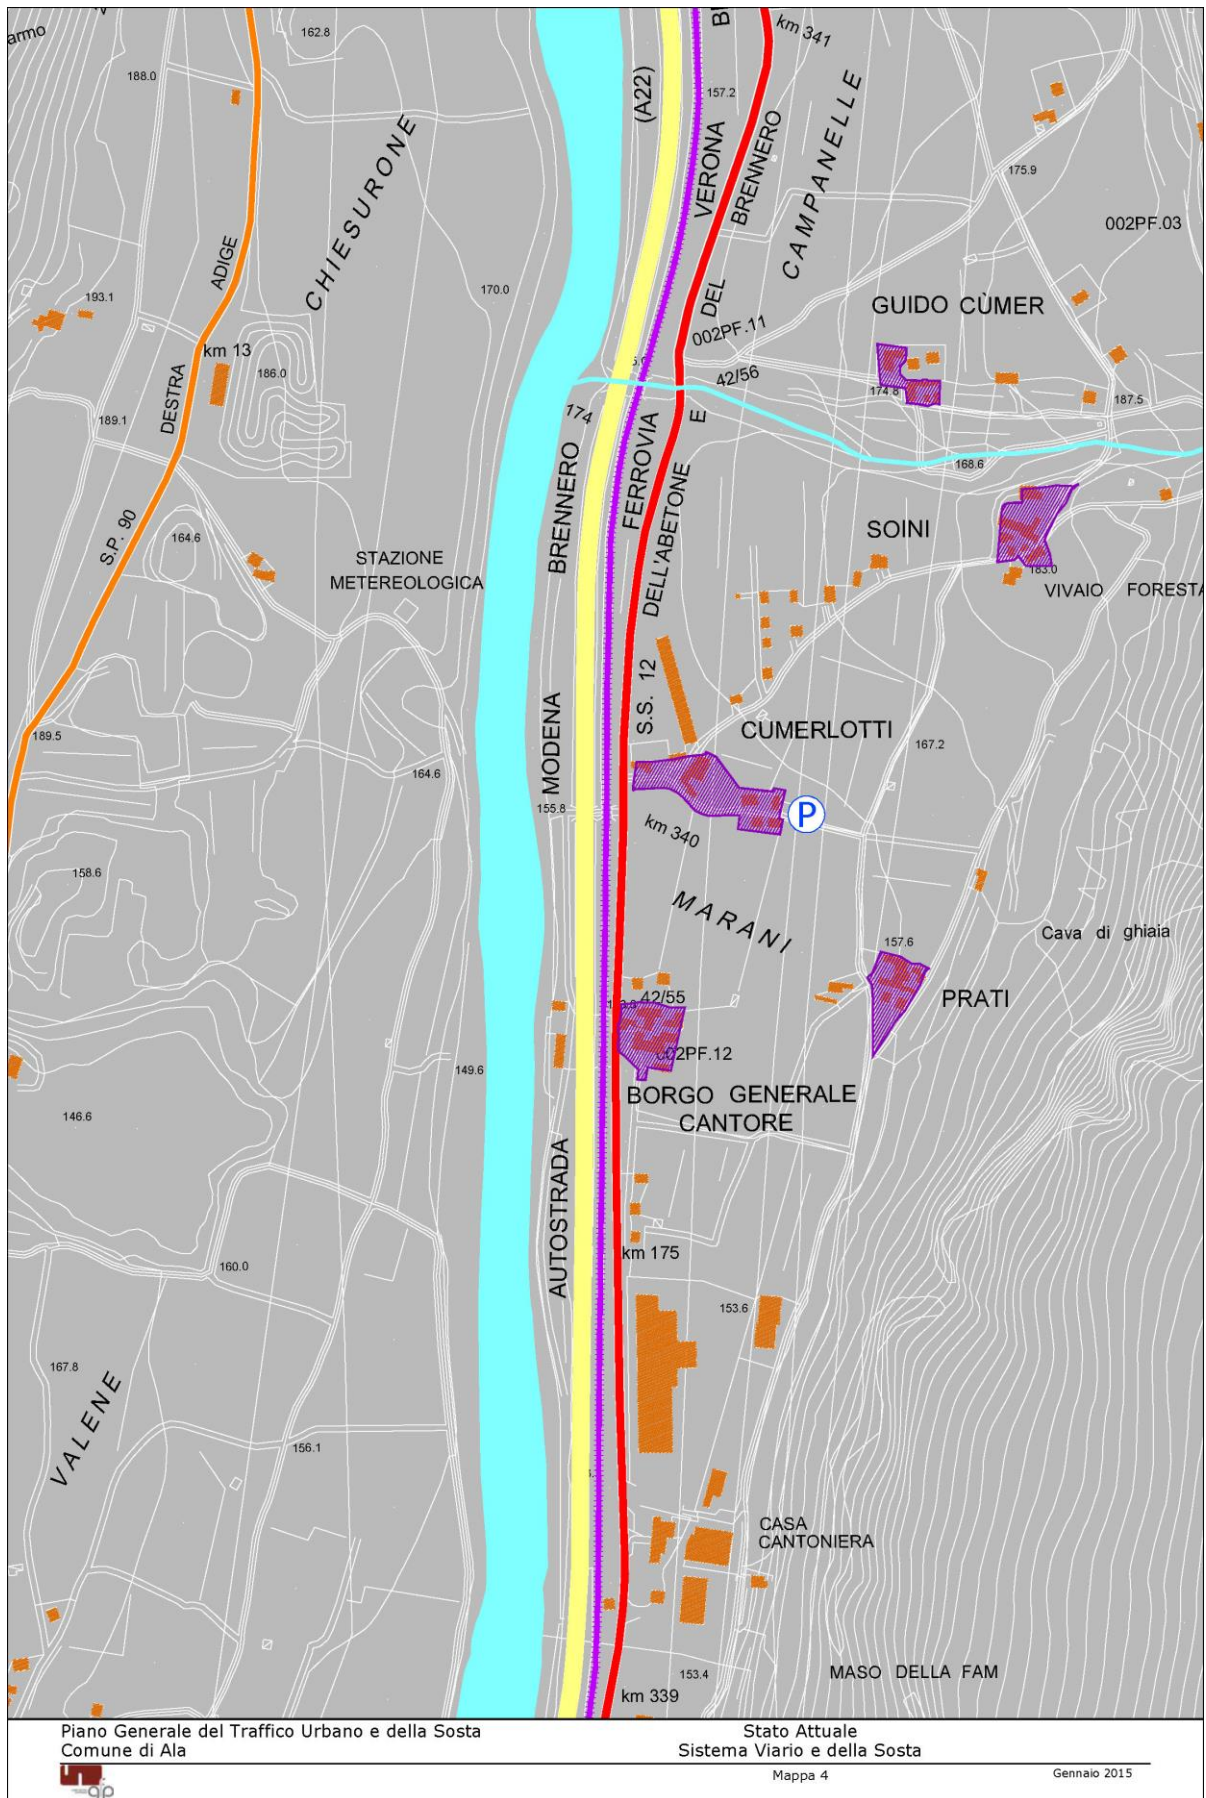 armo
162.8
km 341
188.0
(A22)
157.2
CHIESURONE
VERONA
BRENNERO
CAMPANELLE
175.9
002PF.03
ADIGE
193.1
170.0
DEL
GUIDO CÙMER
002PF.11
km 13
186.0
42/56
174.8
DESTRA
174
187.5
189.1
E
168.6
BRENNERO
FERROVIA
S.P. 90
164.6
SOINI
STAZIONE
METEREOLOGICA
DELL'ABETONE
183.0
VIVAIO FORESTA
S.S. 12
189.5
MODENA
CUMERLOTTI
167.2
164.6
155.8
P
km 340
158.6
MARANI
157.6
Cava di ghiaia
42/55
PRATI
002PF.12
149.6
BORGO GENERALE
CANTORE
146.6
AUTOSTRADA
km 175
160.0
153.6
167.8
VALENE
156.1
CASA
CANTONIERA
153.4
MASO DELLA FAM
km 339
Piano Generale del Traffico Urbano e della Sosta
Comune di Ala
Stato Attuale
Sistema Viario e della Sosta
Mappa 4
Gennaio 2015